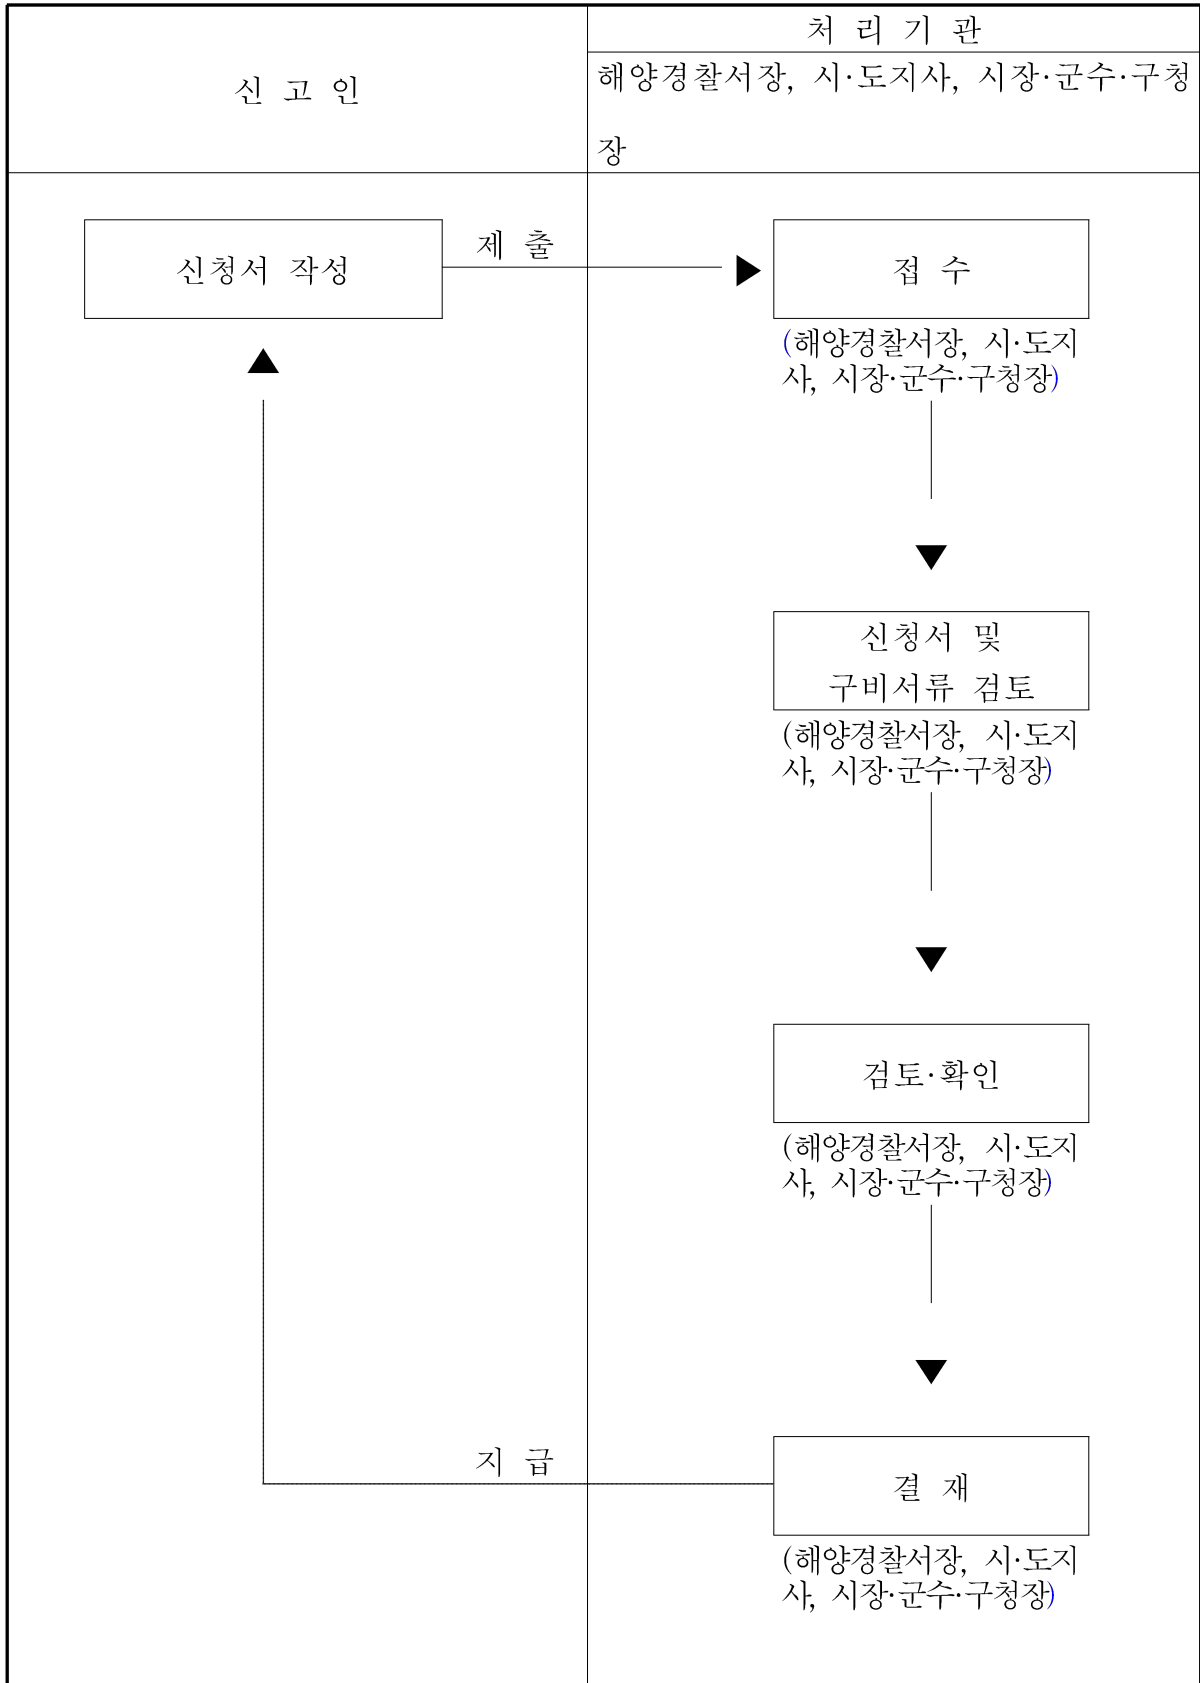 신 고 인
처 리 기 관
해양경찰서장, 시·도지사, 시장·군수·구청
장
신청서 작성
제 출
접 수
(해양경찰서장, 시·도지
사, 시장·군수·구청장)
신청서 및
구비서류 검토
(해양경찰서장, 시·도지
사, 시장·군수·구청장)
검토·확인
(해양경찰서장, 시·도지
사, 시장·군수·구청장)
지 급
결 재
(해양경찰서장, 시·도지
사, 시장·군수·구청장)